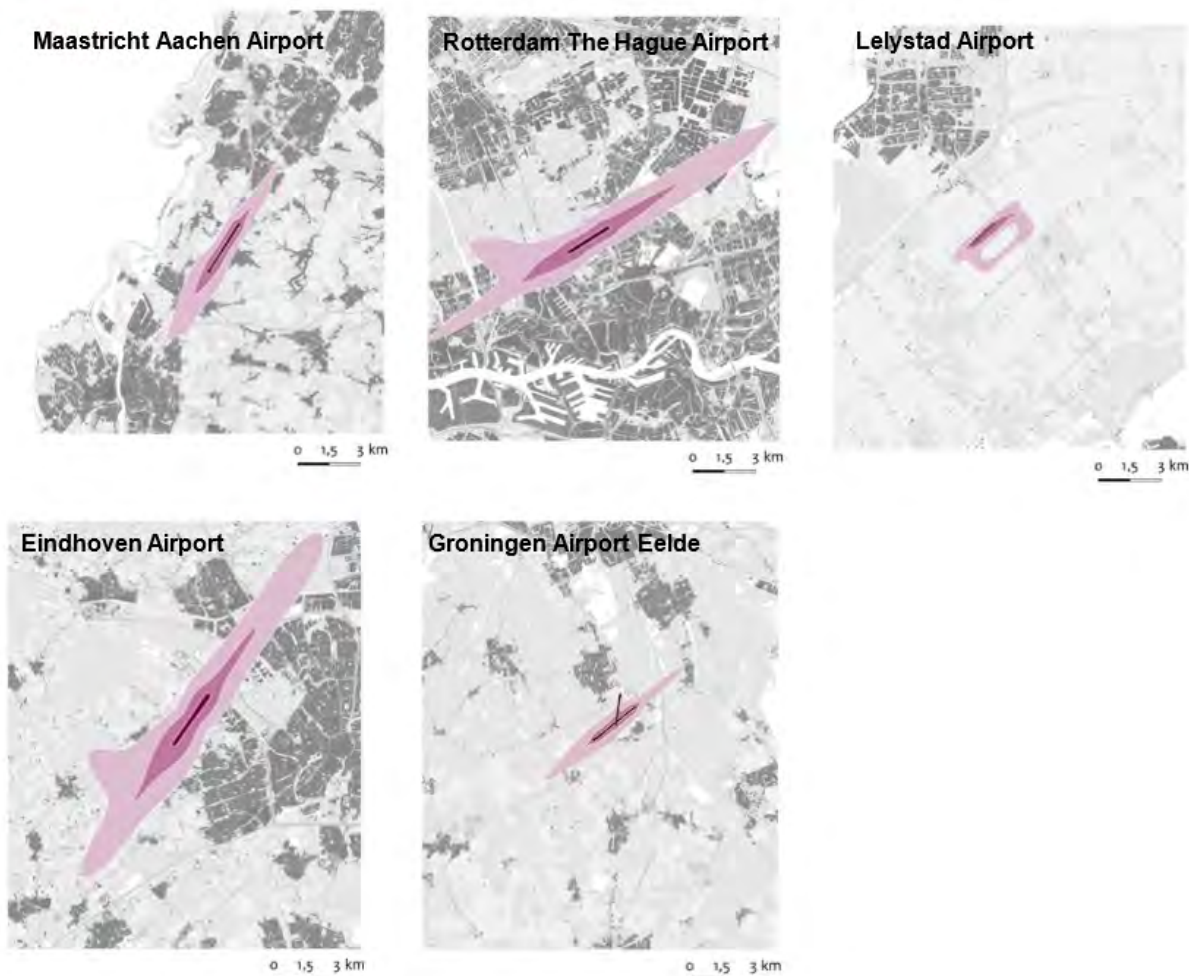 Maastricht Aachen Airport
Rotterdam The Hague Airport
Lelystad Airport
0 1,5 3 km
0 1,5 3 km
0 1,5 3 km
Eindhoven Airport
Groningen Airport Eelde
0 1,5 3 km
0 1,5 3 km